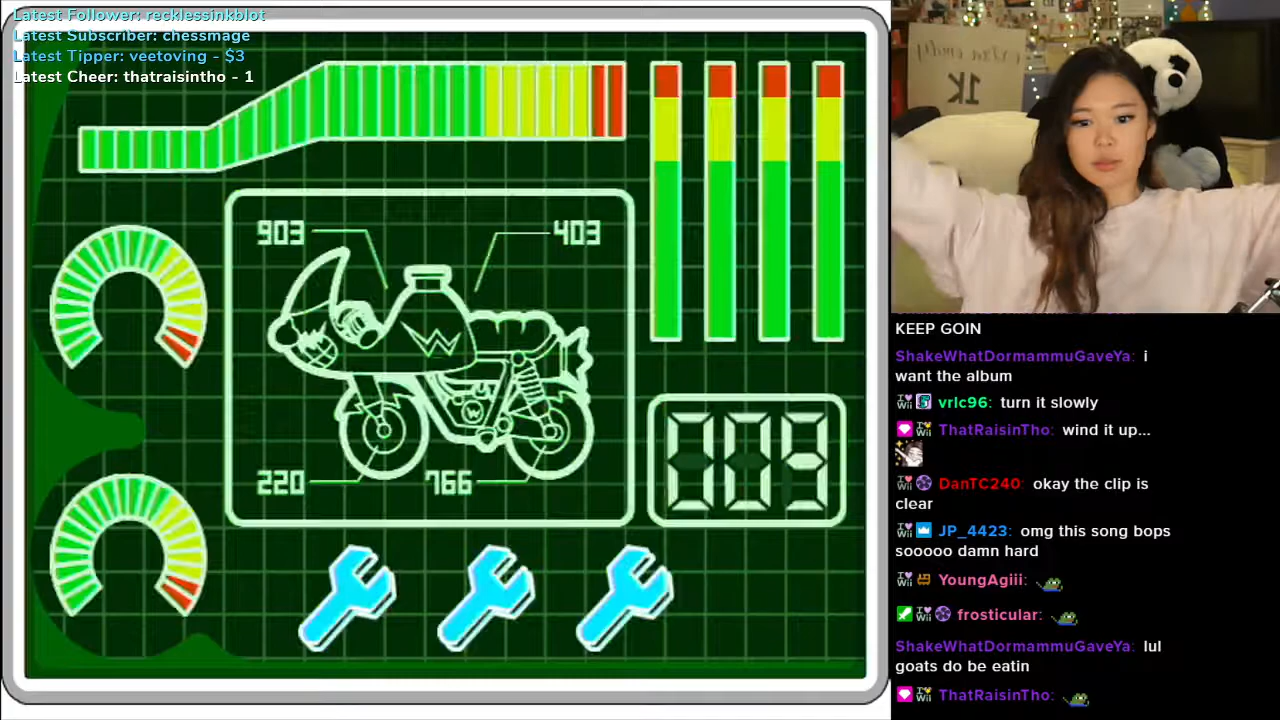 Latest Follower: recklessinkblot
Latest Subscriber: chessmage
Latest Tipper: veetoving - $3
Latest Cheer: thatraisintho - 1
903
403
220
766
009
1K
KEEP GOIN
ShakeWhatDormammuGaveYa: i
want the album
vrlc96: turn it slowly
ThatRaisinTho: wind it up...
DanTC240: okay the clip is
clear
JP_4423: omg this song bops
sooooo damn hard
YoungAgiii:
frosticular:
ShakeWhatDormammuGaveYa: lul
goats do be eatin
ThatRaisinTho: